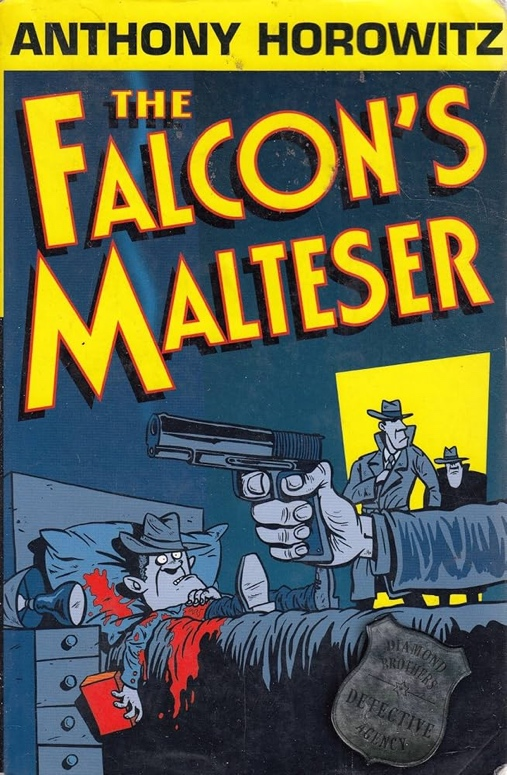 ANTHONY HOROWITZ
THE
FALCON'S
MALTESER
DIAMOND
BROTHERS
DETECTIVE
AGENCY